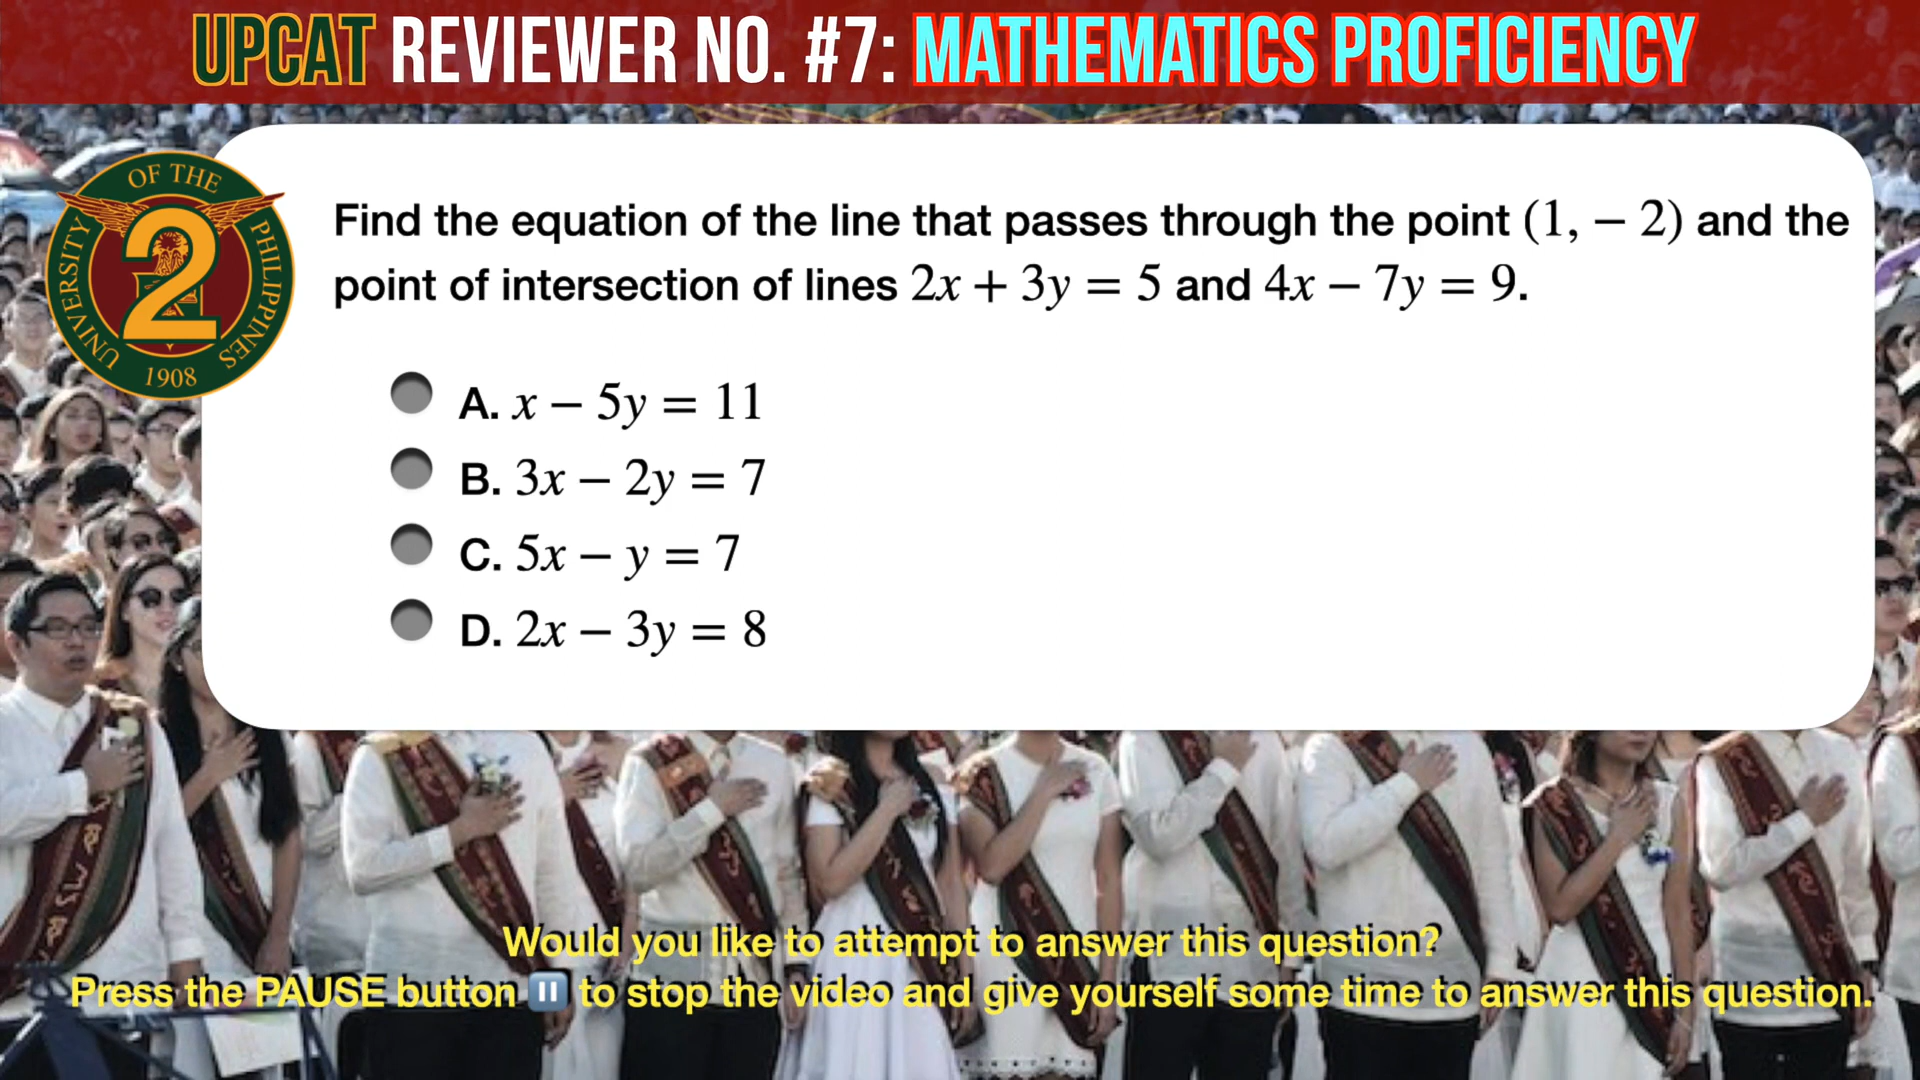 UPCAT REVIEWER NO. #7: MATHEMATICS PROFICIENCY
UNIVERSITY OF THE PHILIPPINES
2
1908
Find the equation of the line that passes through the point (1, − 2) and the
point of intersection of lines 2x + 3y = 5 and 4x − 7y = 9.
A. x − 5y = 11
B. 3x − 2y = 7
C. 5x − y = 7
D. 2x − 3y = 8
Would you like to attempt to answer this question?
Press the PAUSE button ⏸ to stop the video and give yourself some time to answer this question.